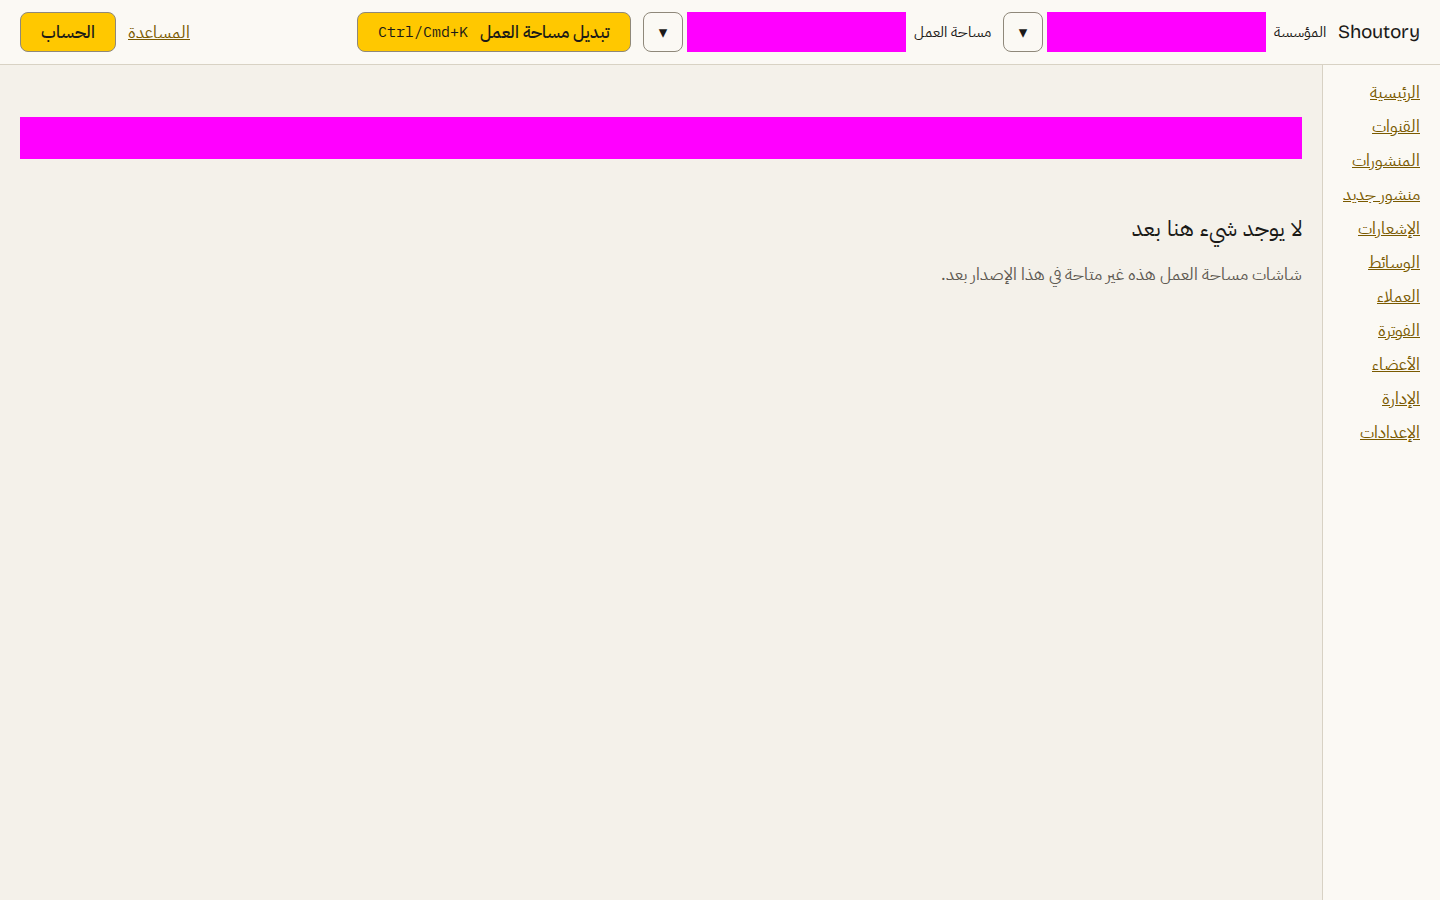 Shoutory
المؤسسة
▼
مساحة العمل
▼
تبديل مساحة العمل Ctrl/Cmd+K
المساعدة
الحساب
الرئيسية
القنوات
المنشورات
منشور جديد
الإشعارات
الوسائط
العملاء
الفوترة
الأعضاء
الإدارة
الإعدادات
لا يوجد شيء هنا بعد
شاشات مساحة العمل هذه غير متاحة في هذا الإصدار بعد.